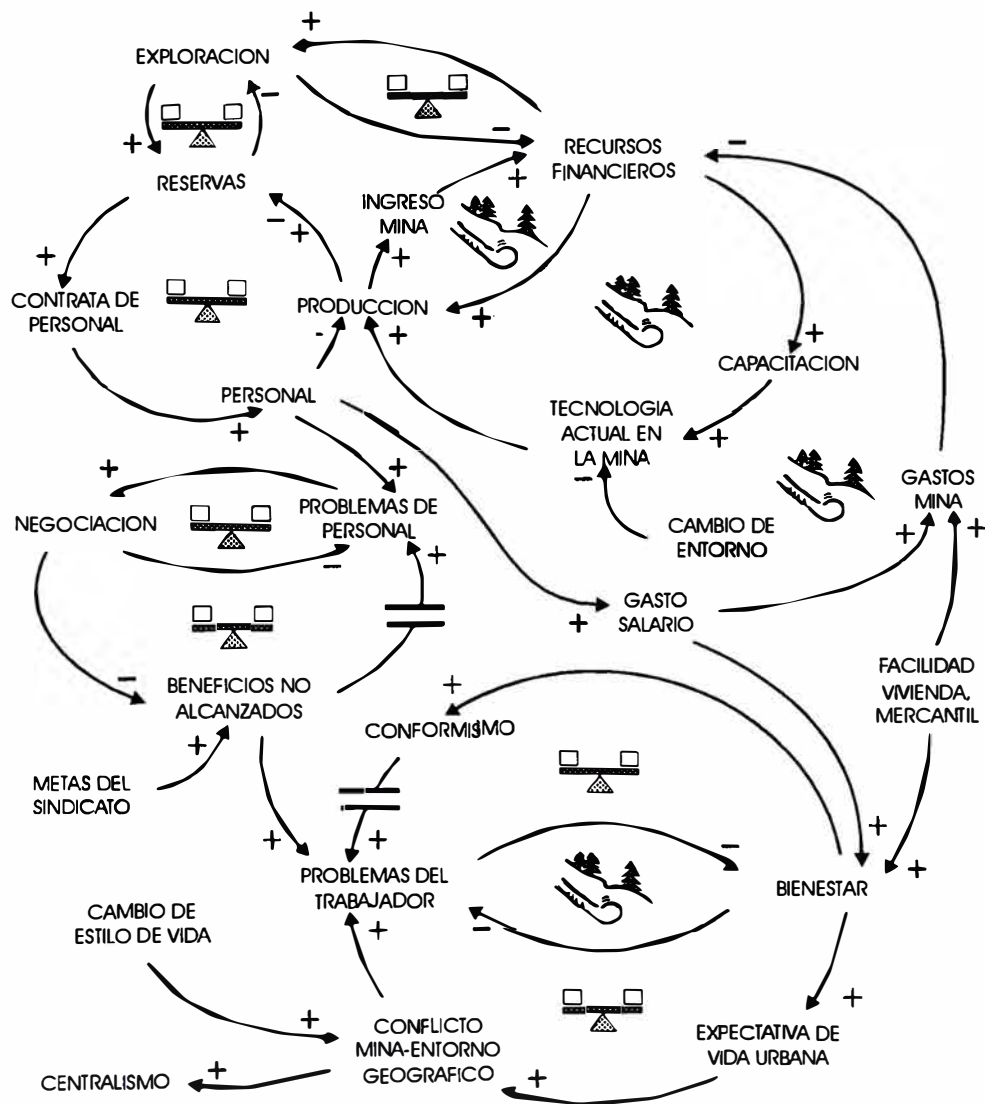 EXPLORACION
RECURSOS
FINANCIEROS
RESERVAS
INGRESO
MINA
CONTRATA DE
PERSONAL
PRODUCCION
CAPACITACION
PERSONAL
TECNOLOGIA
ACTUAL EN
LA MINA
GASTOS
MINA
NEGOCIACION
PROBLEMAS DE
PERSONAL
CAMBIO DE
ENTORNO
GASTO
SALARIO
BENEFICIOS NO
ALCANZADOS
FACILIDAD
VIVIENDA,
MERCANTIL
CONFORMISMO
METAS DEL
SINDICATO
PROBLEMAS DEL
TRABAJADOR
BIENESTAR
CAMBIO DE
ESTILO DE VIDA
CONFLICTO
MINA-ENTORNO
GEOGRAFICO
EXPECTATIVA DE
VIDA URBANA
CENTRALISMO